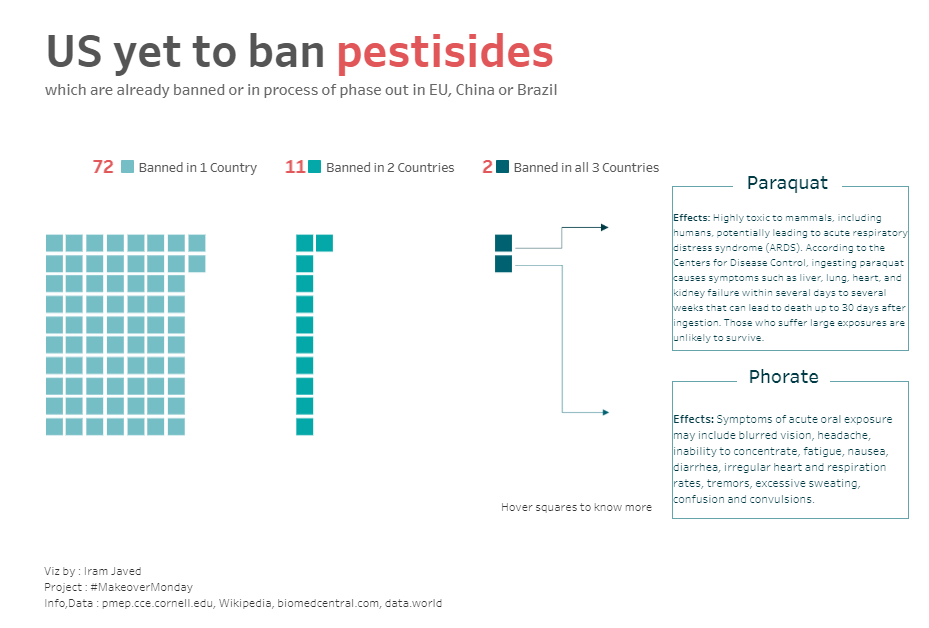 US yet to ban pestisides
which are already banned or in process of phase out in EU, China or Brazil
72 Banned in 1 Country
11 Banned in 2 Countries
2 Banned in all 3 Countries
Paraquat
Effects: Highly toxic to mammals, including
humans, potentially leading to acute respiratory
distress syndrome (ARDS). According to the
Centers for Disease Control, ingesting paraquat
causes symptoms such as liver, lung, heart, and
kidney failure within several days to several
weeks that can lead to death up to 30 days after
ingestion. Those who suffer large exposures are
unlikely to survive.
Phorate
Effects: Symptoms of acute oral exposure
may include blurred vision, headache,
inability to concentrate, fatigue, nausea,
diarrhea, irregular heart and respiration
rates, tremors, excessive sweating,
confusion and convulsions.
Hover squares to know more
Viz by : Iram Javed
Project : #MakeoverMonday
Info,Data : pmep.cce.cornell.edu, Wikipedia, biomedcentral.com, data.world